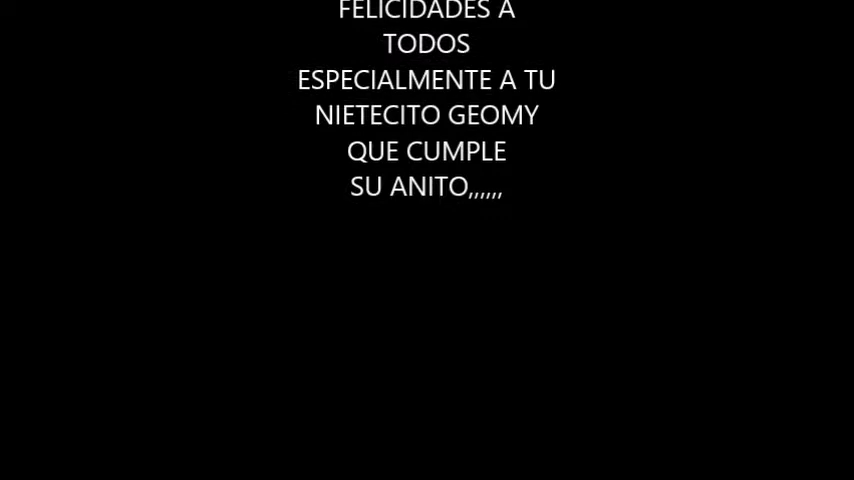 FELICIDADES A
TODOS
ESPECIALMENTE A TU
NIETECITO GEOMY
QUE CUMPLE
SU ANITO,,,,,,